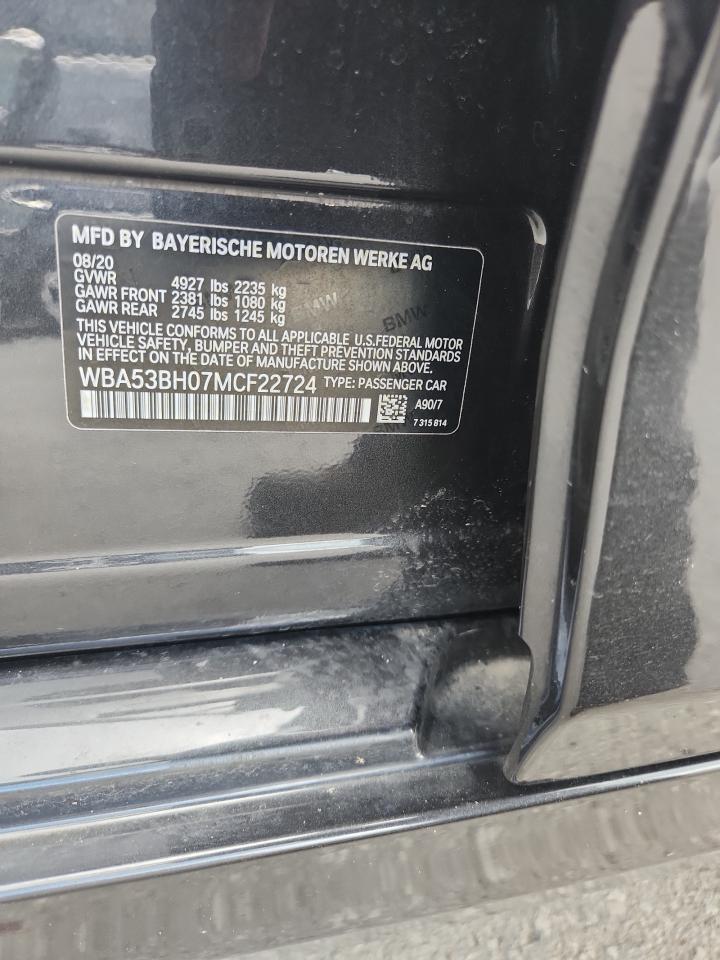 MFD BY BAYERISCHE MOTOREN WERKE AG
08/20
GVWR 4927 lbs 2235 kg
GAWR FRONT 2381 lbs 1080 kg
GAWR REAR 2745 lbs 1245 kg
THIS VEHICLE CONFORMS TO ALL APPLICABLE U.S.FEDERAL MOTOR
VEHICLE SAFETY, BUMPER AND THEFT PREVENTION STANDARDS
IN EFFECT ON THE DATE OF MANUFACTURE SHOWN ABOVE.
WBA53BH07MCF22724 TYPE: PASSENGER CAR
A90/7
7 315 814
BMW
BMW